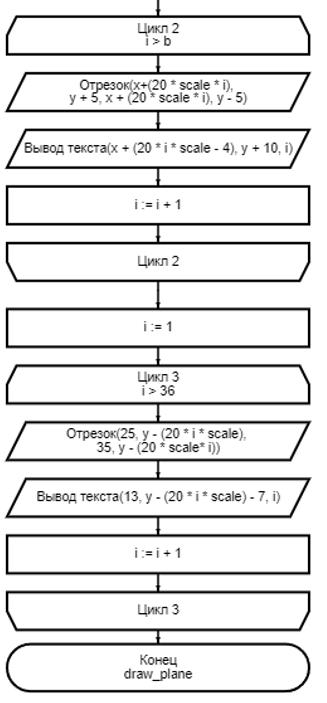 Цикл 2
i > b
Отрезок(x+(20 * scale * i),
y + 5, x + (20 * scale * i), y - 5)
Вывод текста(x + (20 * i * scale - 4), y + 10, i)
i := i + 1
Цикл 2
i := 1
Цикл 3
i > 36
Отрезок(25, y - (20 * i * scale),
35, y - (20 * scale* i))
Вывод текста(13, y - (20 * i * scale) - 7, i)
i := i + 1
Цикл 3
Конец
draw_plane